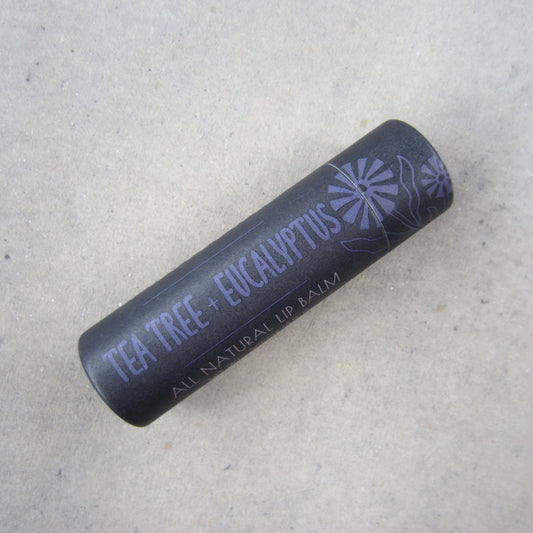 TEA TREE + EUCALYPTUS
ALL NATURAL LIP BALM